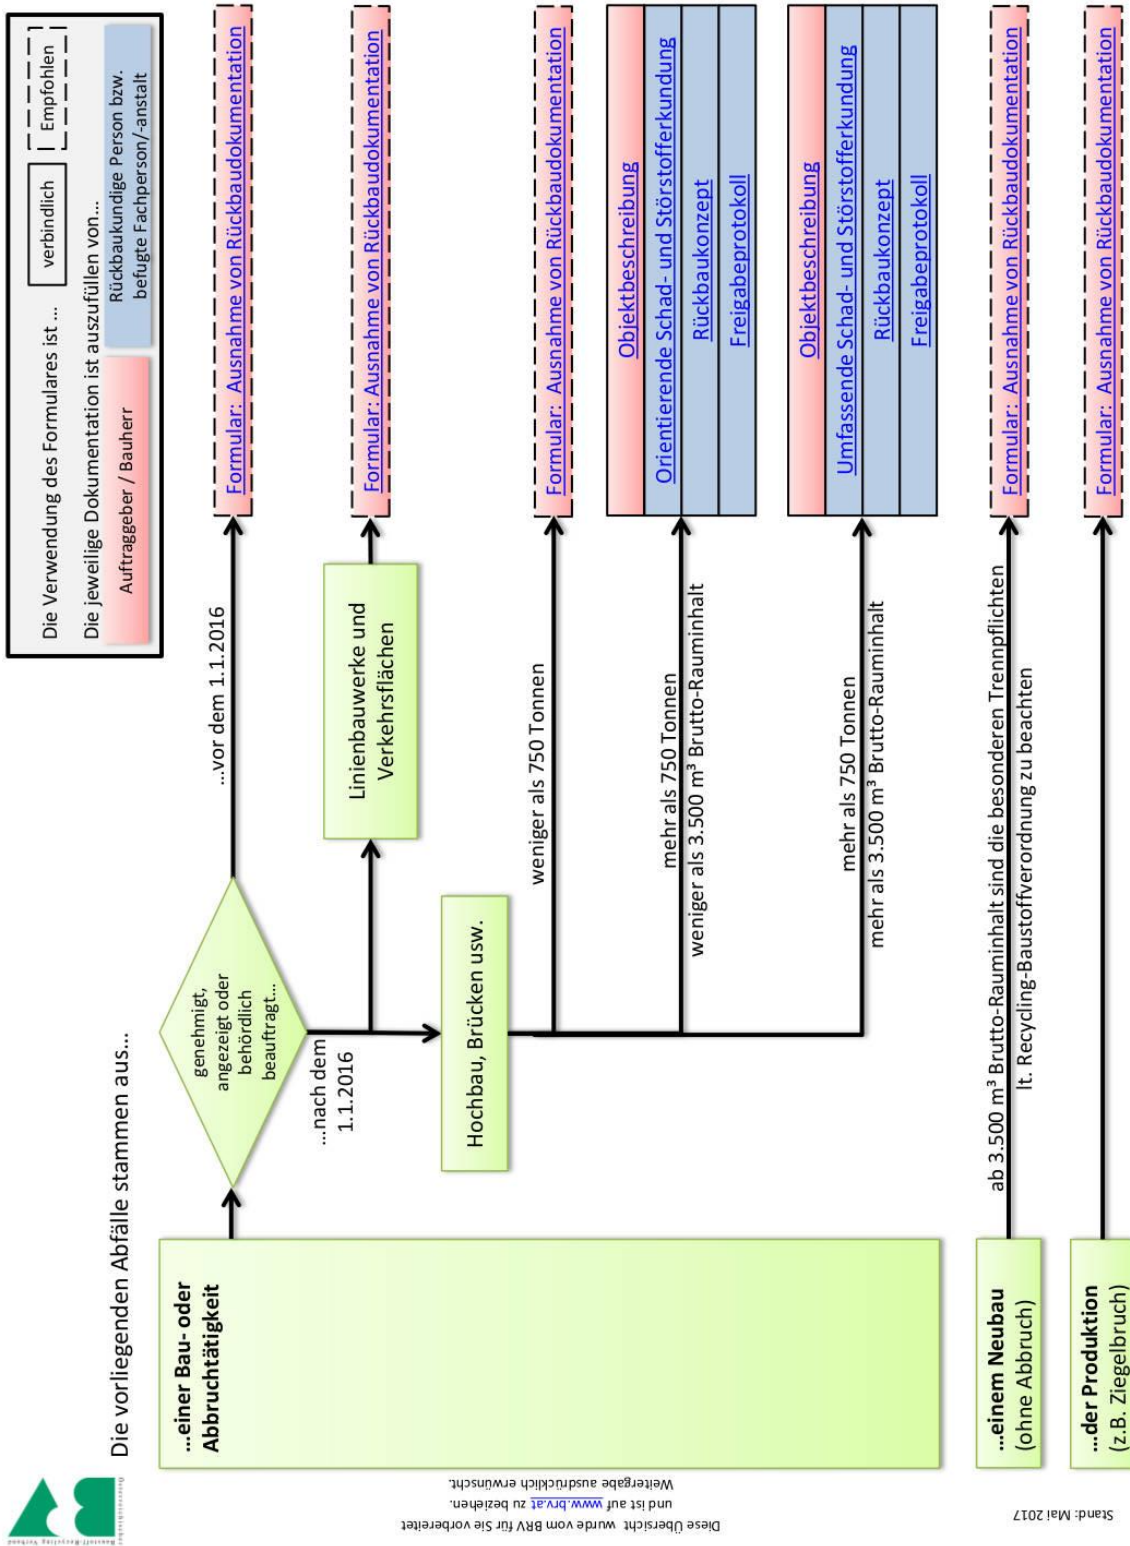 Baustoff-Recycling Verband
Österreichischer
Die Verwendung des Formulares ist ...
verbindlich
Empfohlen
Die jeweilige Dokumentation ist auszufüllen von...
Auftraggeber / Bauherr
Rückbaukundige Person bzw.
befugte Fachperson/-anstalt
Die vorliegenden Abfälle stammen aus...
...einer Bau- oder
Abbruchtätigkeit
genehmigt,
angezeigt oder
behördlich
beauftragt...
...vor dem 1.1.2016
Formular: Ausnahme von Rückbaudokumentation
...nach dem
1.1.2016
Linienbauwerke und
Verkehrsflächen
Formular: Ausnahme von Rückbaudokumentation
Hochbau, Brücken usw.
weniger als 750 Tonnen
Formular: Ausnahme von Rückbaudokumentation
mehr als 750 Tonnen
weniger als 3.500 m³ Brutto-Rauminhalt
Objektbeschreibung
Orientierende Schad- und Störstofferkundung
Rückbaukonzept
Freigabeprotokoll
mehr als 750 Tonnen
mehr als 3.500 m³ Brutto-Rauminhalt
Objektbeschreibung
Umfassende Schad- und Störstofferkundung
Rückbaukonzept
Freigabeprotokoll
...einem Neubau
(ohne Abbruch)
ab 3.500 m³ Brutto-Rauminhalt sind die besonderen Trennpflichten
lt. Recycling-Baustoffverordnung zu beachten
Formular: Ausnahme von Rückbaudokumentation
...der Produktion
(z.B. Ziegelbruch)
Formular: Ausnahme von Rückbaudokumentation
Diese Übersicht wurde vom BRV für Sie vorbereitet
und ist auf www.brv.at zu beziehen.
Weitergabe ausdrücklich erwünscht.
Stand: Mai 2017